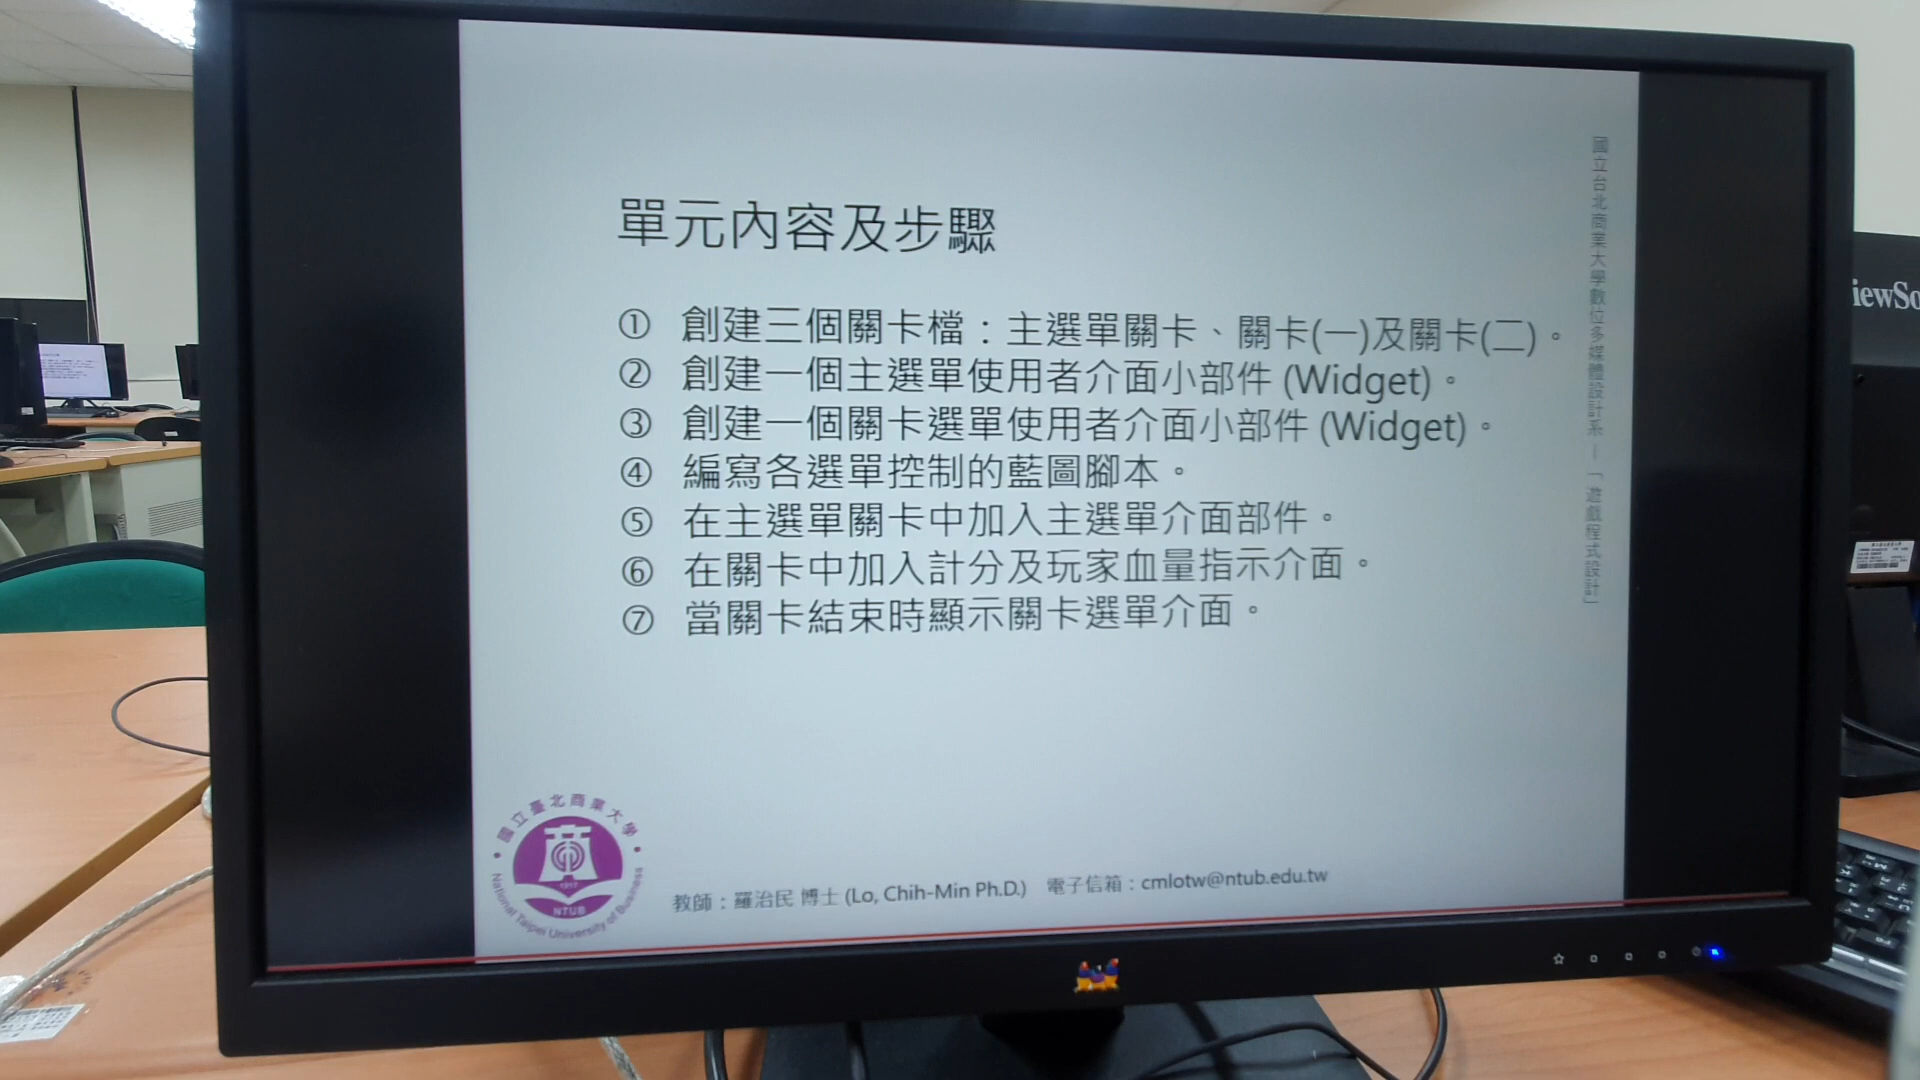 單元內容及步驟
① 創建三個關卡檔：主選單關卡、關卡(一)及關卡(二)。
② 創建一個主選單使用者介面小部件 (Widget)。
③ 創建一個關卡選單使用者介面小部件 (Widget)。
④ 編寫各選單控制的藍圖腳本。
⑤ 在主選單關卡中加入主選單介面部件。
⑥ 在關卡中加入計分及玩家血量指示介面。
⑦ 當關卡結束時顯示關卡選單介面。
國立台北商業大學數位多媒體設計系 — 「遊戲程式設計」
國立臺北商業大學
1917
NTUB
National Taipei University of Business
教師：羅治民 博士 (Lo, Chih-Min Ph.D.) 電子信箱：cmlotw@ntub.edu.tw
iewSo